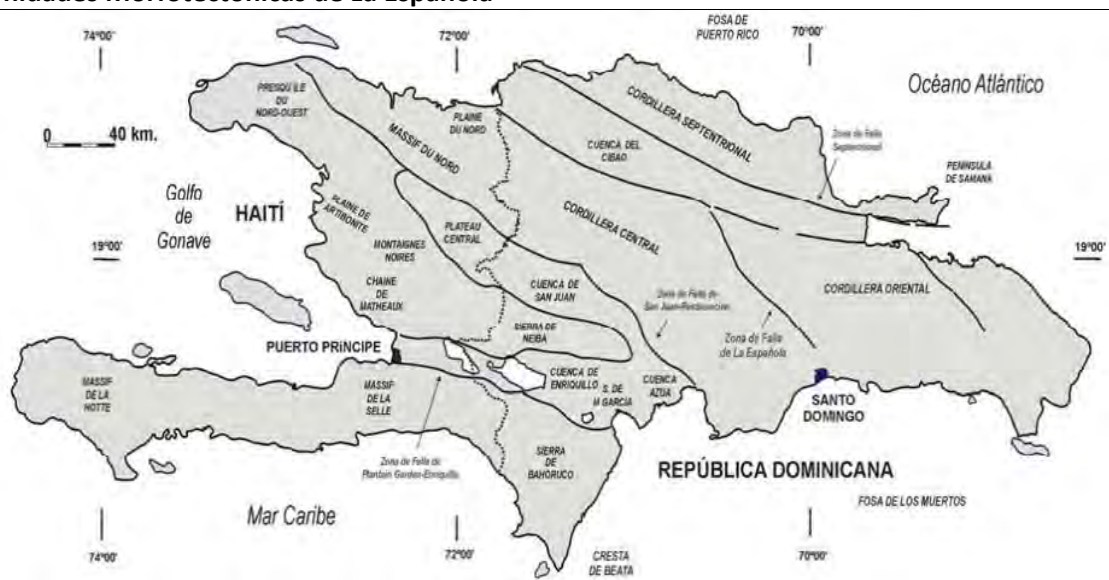 74°00'
72°00'
FOSA DE
PUERTO RICO
70°00'
Océano Atlántico
0 40 km.
PRESQU'ILE
DU
NORD-OUEST
PLAINE
DU NORD
MASSIF DU NORD
CORDILLERA SEPTENTRIONAL
CUENCA DEL
CIBAO
Zona de Falla
Septentrional
PENINSULA
DE SAMANA
Golfo
de
Gonave
HAITÍ
PLAINE DE
ARTIBONITE
PLATEAU
CENTRAL
CORDILLERA CENTRAL
MONTAIGNES
NOIRES
19°00'
19°00'
CHAINE
DE
MATHEAUX
CUENCA DE
SAN JUAN
Zona de Falla de
San Juan-Restauración
CORDILLERA ORIENTAL
SIERRA DE
NEIBA
Zona de Falla
de La Española
PUERTO PRíNCIPE
CUENCA DE
ENRIQUILLO
S. DE
M GARCÍA
CUENCA
AZUA
MASSIF
DE LA
HOTTE
MASSIF
DE LA
SELLE
SANTO
DOMINGO
Zona de Falla de
Plantain Garden-Enriquillo
SIERRA
DE
BAHORUCO
REPÚBLICA DOMINICANA
FOSA DE LOS MUERTOS
Mar Caribe
74°00'
72°00'
CRESTA
DE BEATA
70°00'